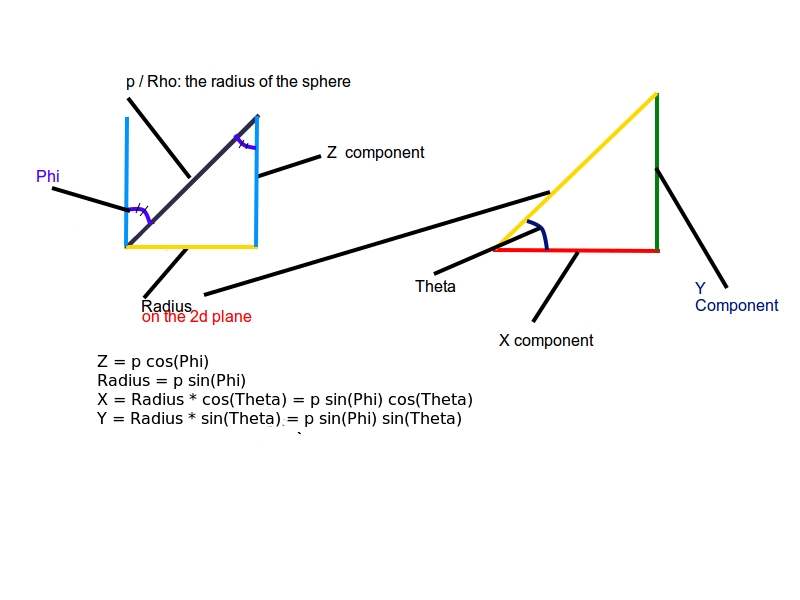 p / Rho: the radius of the sphere
Z component
Phi
Radius
on the 2d plane
Theta
Y
Component
X component
Z = p cos(Phi)
Radius = p sin(Phi)
X = Radius * cos(Theta) = p sin(Phi) cos(Theta)
Y = Radius * sin(Theta) = p sin(Phi) sin(Theta)